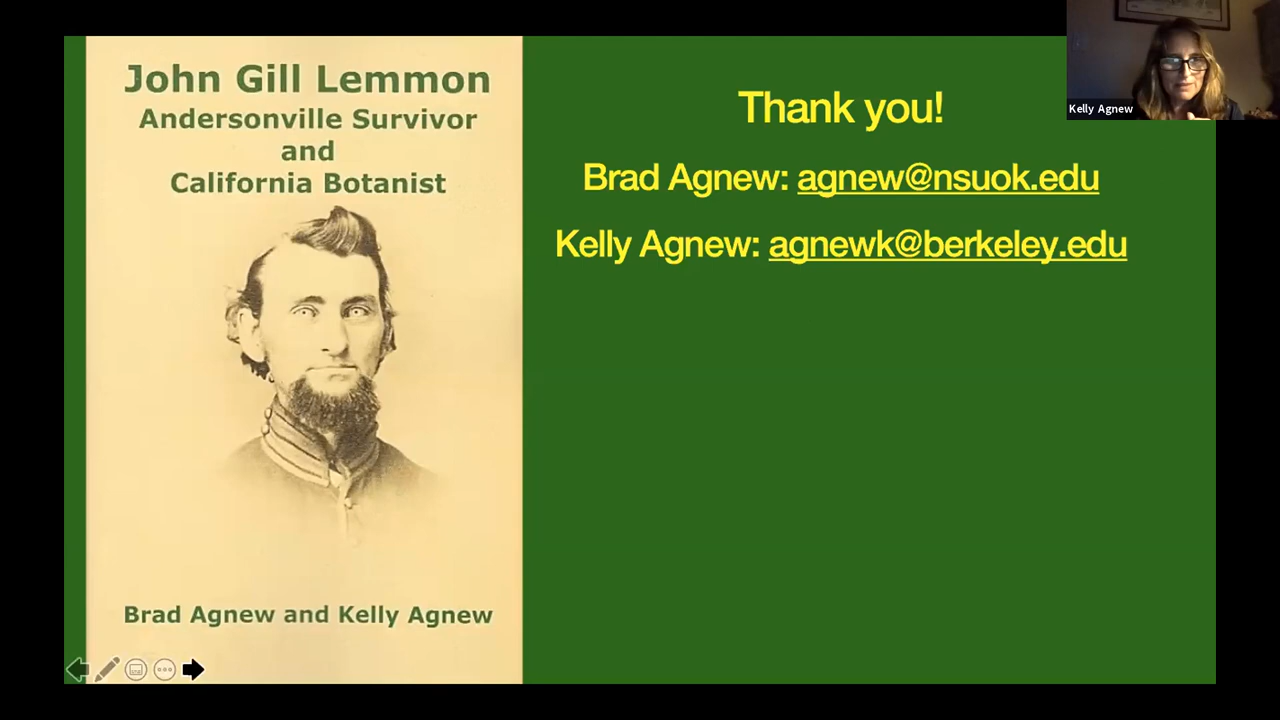 John Gill Lemmon
Andersonville Survivor
and
California Botanist
Brad Agnew and Kelly Agnew
Thank you!
Brad Agnew: agnew@nsuok.edu
Kelly Agnew: agnewk@berkeley.edu
Kelly Agnew